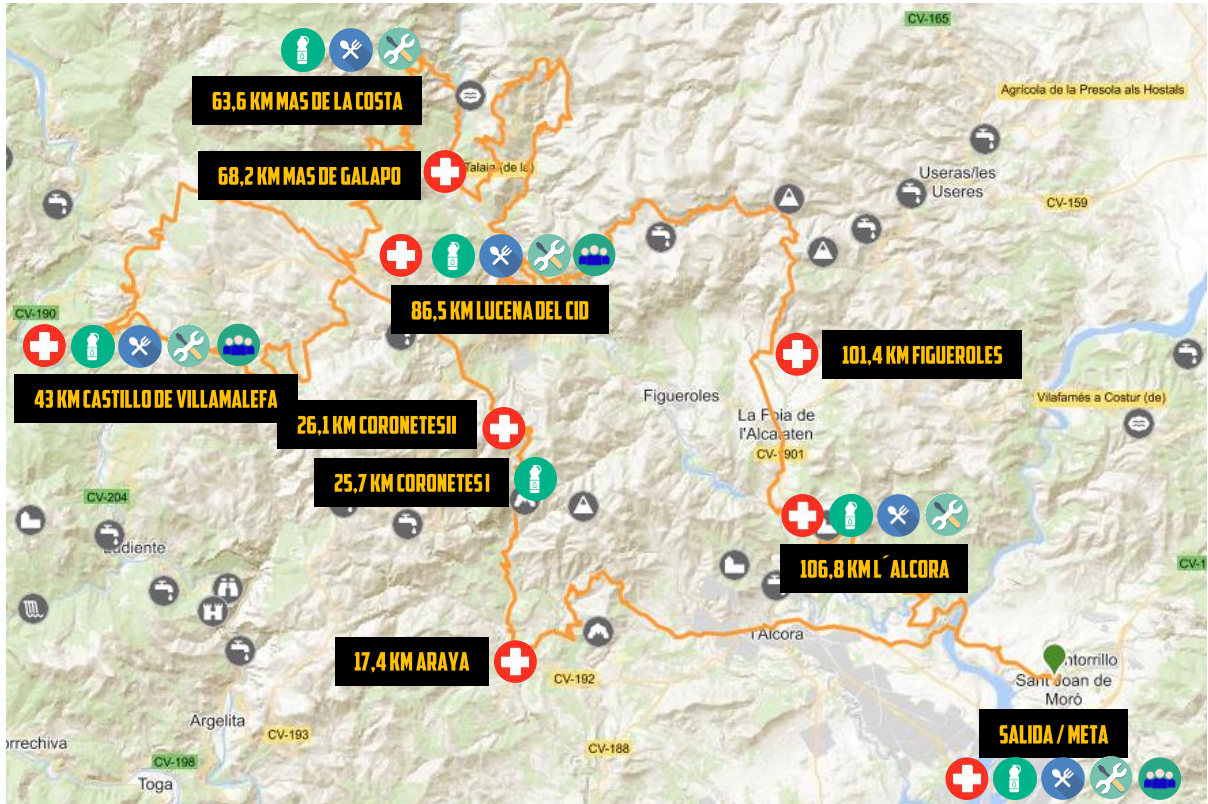 CV-165
63,6 KM MAS DE LA COSTA
Agrícola de la Presola als Hostals
68,2 KM MAS DE GALAPO
Talaia (de la)
Useras/les
Useres
CV-159
86,5 KM LUCENA DEL CID
CV-190
101,4 KM FIGUEROLES
43 KM CASTILLO DE VILLAMALEFA
Figueroles
Vilafamés a Costur (de)
26,1 KM CORONETES II
La Foia de
l'Alcalaten
CV-1901
25,7 KM CORONETES I
CV-204
106,8 KM L´ALCORA
CV-1
l'Alcora
17,4 KM ARAYA
CV-192
Sant Joan de
Moró
Argelita
CV-193
SALIDA / META
CV-188
CV-198
Toga